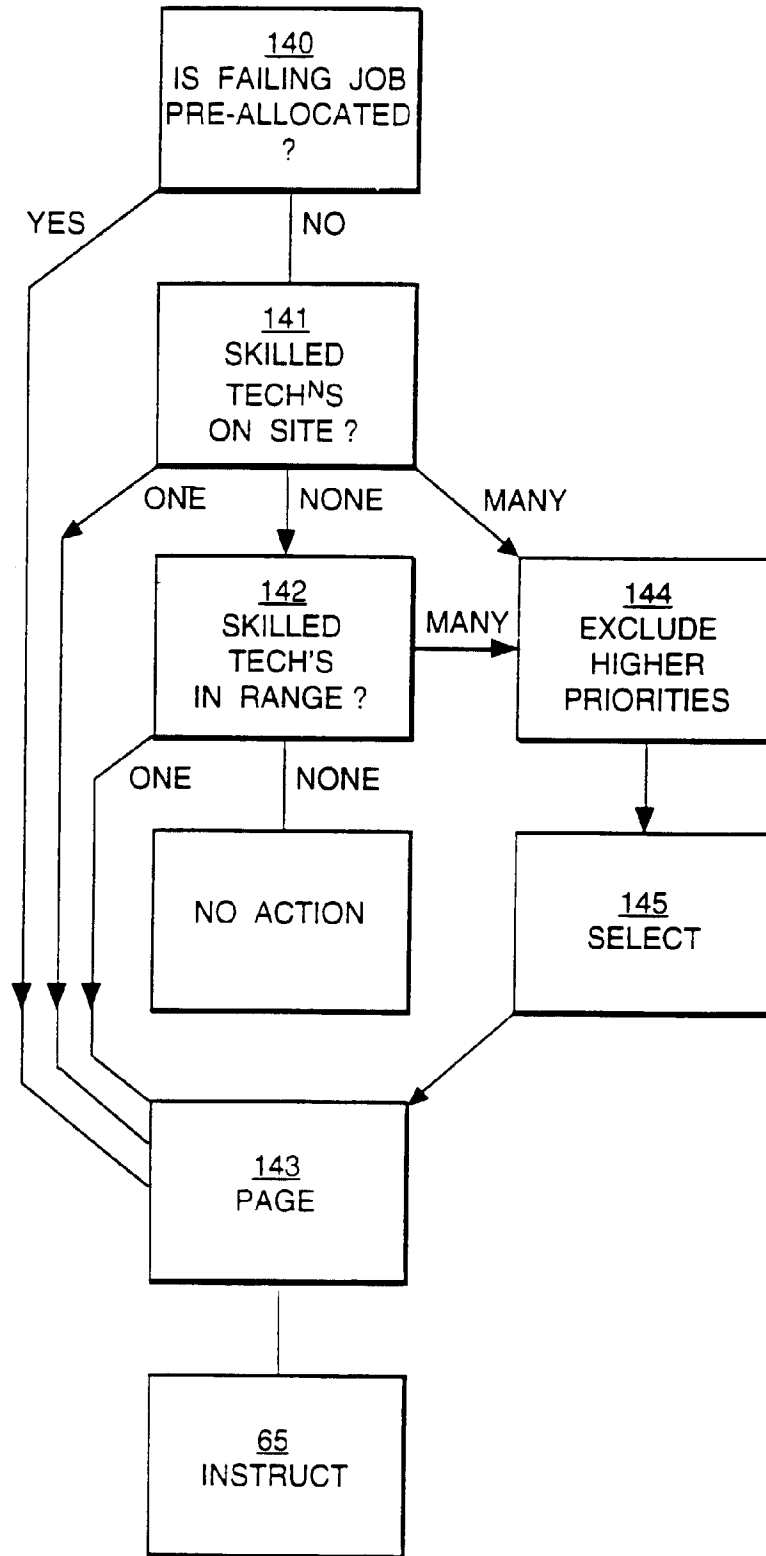 140
IS FAILING JOB
PRE-ALLOCATED
?
YES
NO
141
SKILLED
TECHᴺS
ON SITE ?
ONE
NONE
MANY
142
SKILLED
TECH'S
IN RANGE ?
MANY
144
EXCLUDE
HIGHER
PRIORITIES
ONE
NONE
NO ACTION
145
SELECT
143
PAGE
65
INSTRUCT